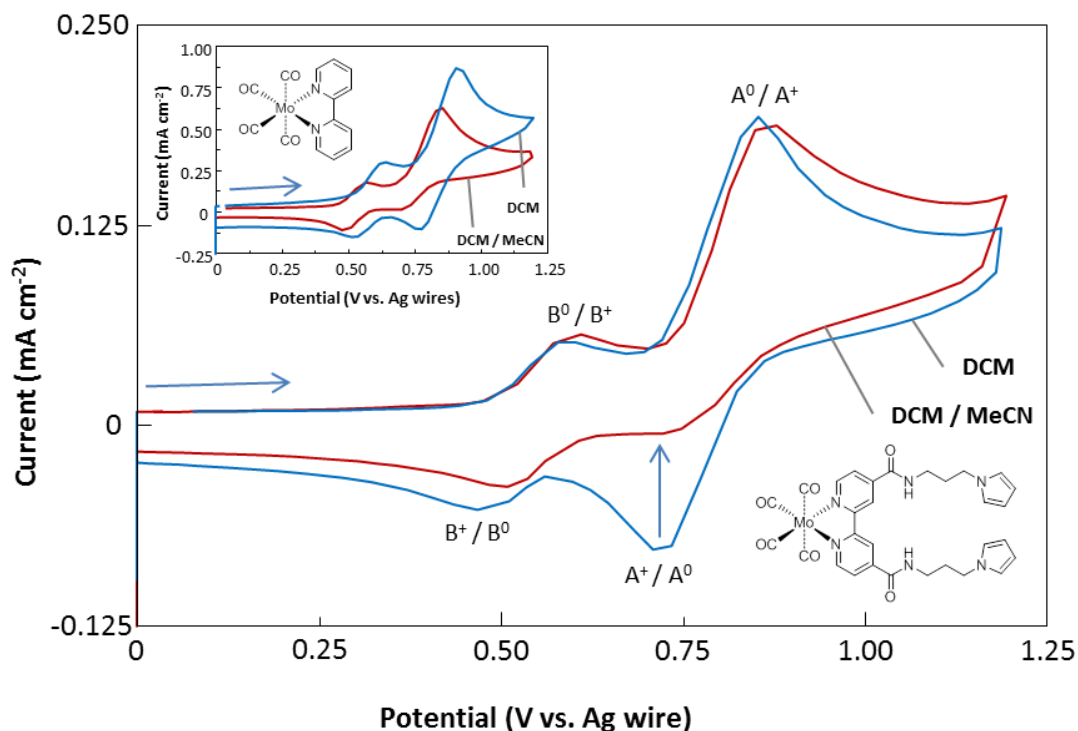 0.250
0.125
0
-0.125
Current (mA cm⁻²)
0
0.25
0.50
0.75
1.00
1.25
Potential (V vs. Ag wire)
1.00
0.75
0.50
0.25
0
-0.25
Current (mA cm⁻²)
0
0.25
0.50
0.75
1.00
1.25
Potential (V vs. Ag wires)
CO
OC
Mo
N
OC
N
CO
DCM
DCM / MeCN
A⁰ / A⁺
B⁰ / B⁺
B⁺ / B⁰
A⁺ / A⁰
DCM
DCM / MeCN
O
N
H
N
CO
OC
N
Mo
OC
N
CO
H
N
N
O